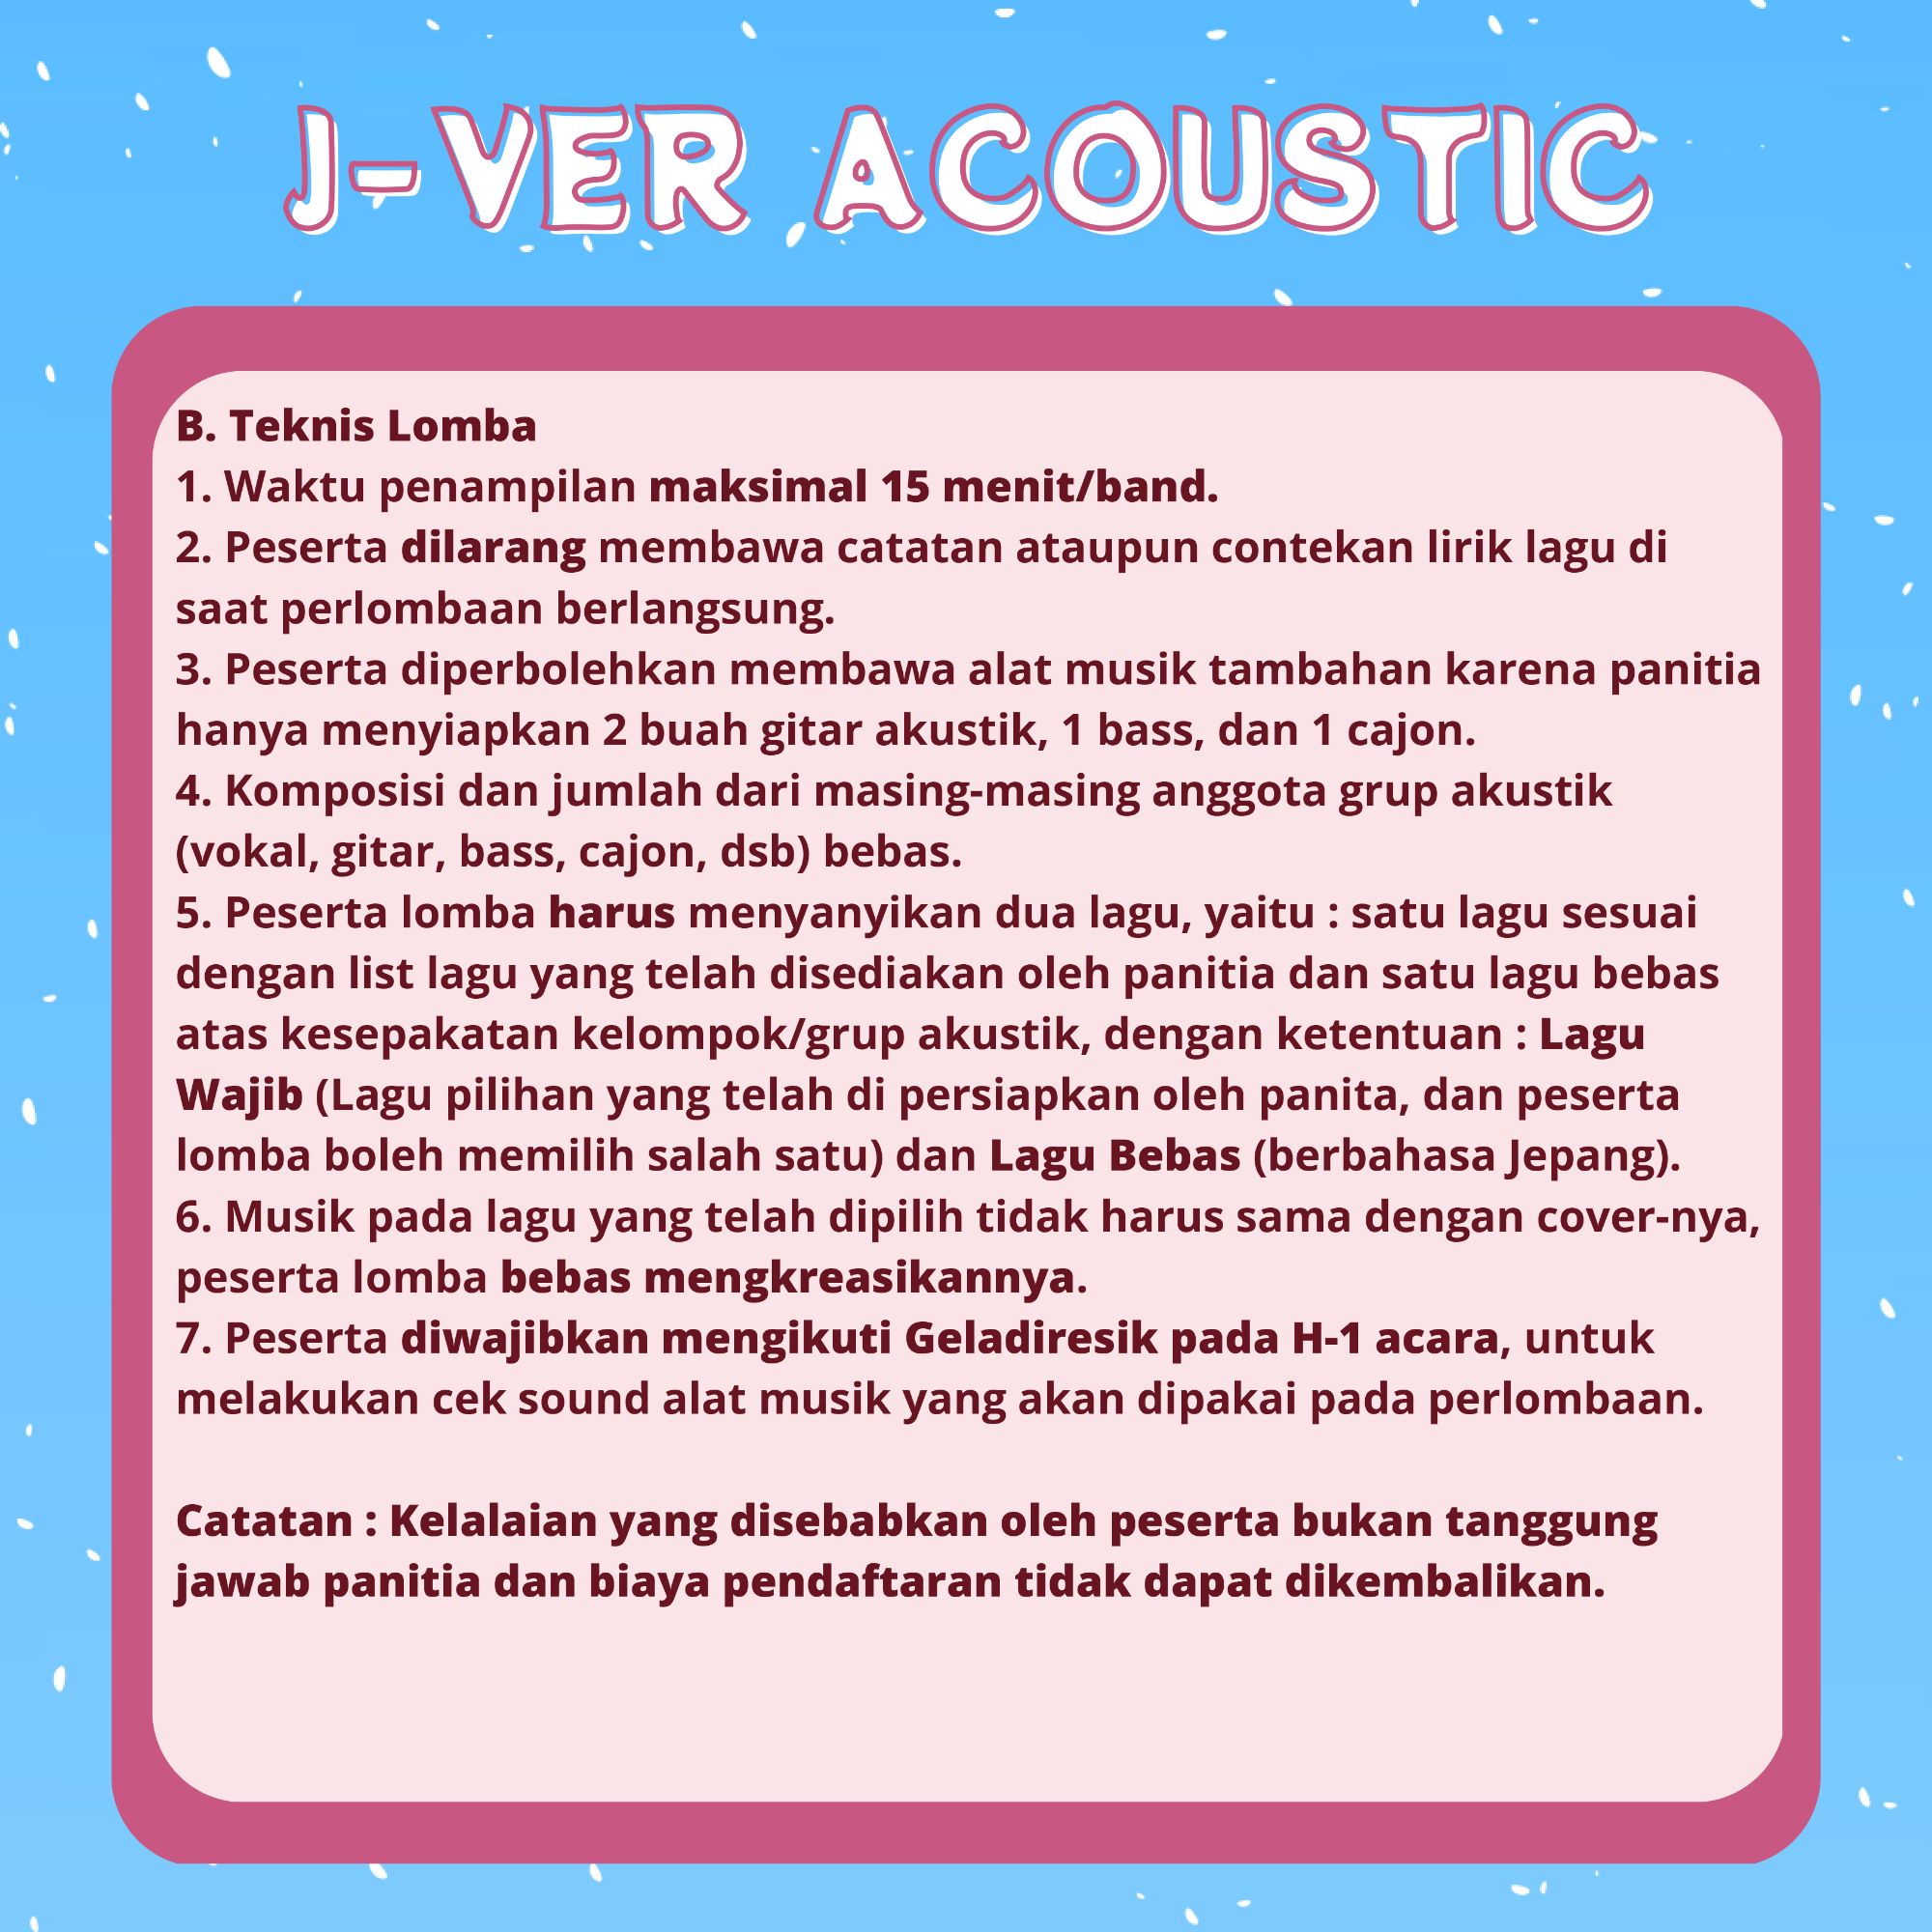 J-VER ACOUSTIC
B. Teknis Lomba
1. Waktu penampilan maksimal 15 menit/band.
2. Peserta dilarang membawa catatan ataupun contekan lirik lagu di
saat perlombaan berlangsung.
3. Peserta diperbolehkan membawa alat musik tambahan karena panitia
hanya menyiapkan 2 buah gitar akustik, 1 bass, dan 1 cajon.
4. Komposisi dan jumlah dari masing-masing anggota grup akustik
(vokal, gitar, bass, cajon, dsb) bebas.
5. Peserta lomba harus menyanyikan dua lagu, yaitu : satu lagu sesuai
dengan list lagu yang telah disediakan oleh panitia dan satu lagu bebas
atas kesepakatan kelompok/grup akustik, dengan ketentuan : Lagu
Wajib (Lagu pilihan yang telah di persiapkan oleh panita, dan peserta
lomba boleh memilih salah satu) dan Lagu Bebas (berbahasa Jepang).
6. Musik pada lagu yang telah dipilih tidak harus sama dengan cover-nya,
peserta lomba bebas mengkreasikannya.
7. Peserta diwajibkan mengikuti Geladiresik pada H-1 acara, untuk
melakukan cek sound alat musik yang akan dipakai pada perlombaan.
Catatan : Kelalaian yang disebabkan oleh peserta bukan tanggung
jawab panitia dan biaya pendaftaran tidak dapat dikembalikan.